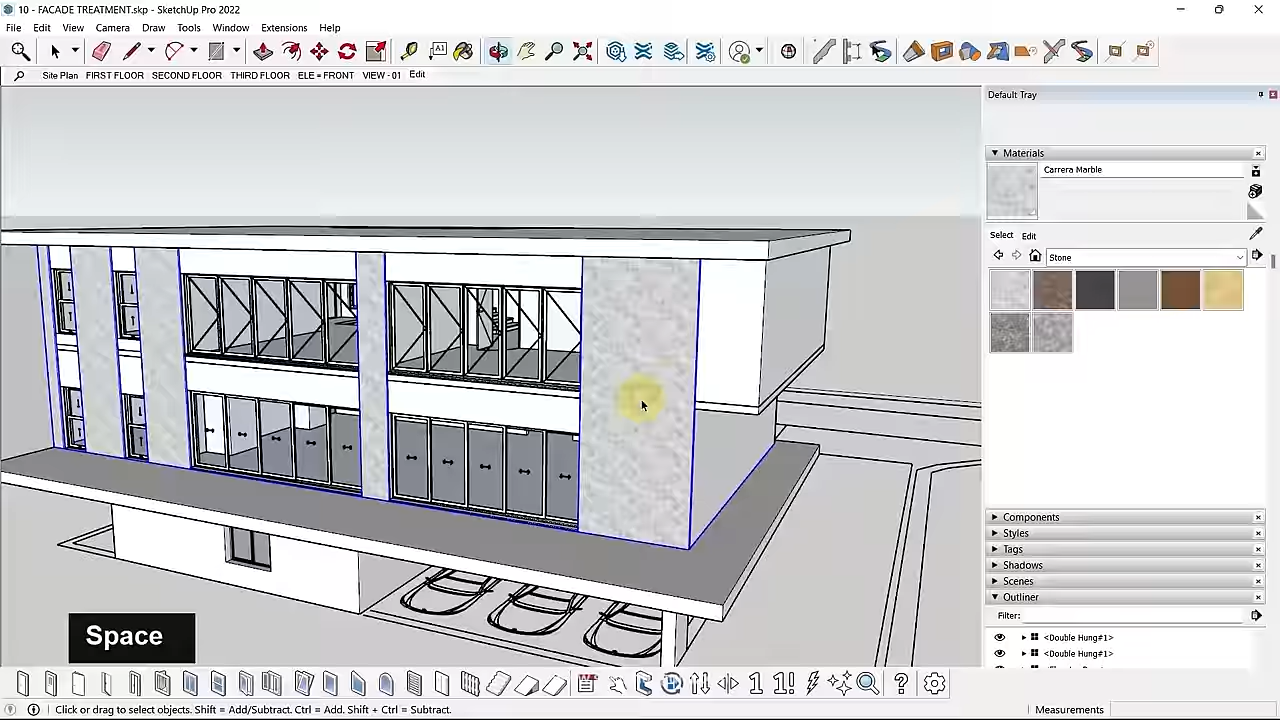 10 - FACADE TREATMENT.skp - SketchUp Pro 2022
File Edit View Camera Draw Tools Window Extensions Help
Site Plan FIRST FLOOR SECOND FLOOR THIRD FLOOR ELE = FRONT VIEW - 01 Edit
Default Tray
Materials
Carrera Marble
Select Edit
Stone
Components
Styles
Tags
Shadows
Scenes
Outliner
Filter:
<Double Hung#1>
<Double Hung#1>
Space
Click or drag to select objects. Shift = Add/Subtract. Ctrl = Add. Shift + Ctrl = Subtract.
Measurements